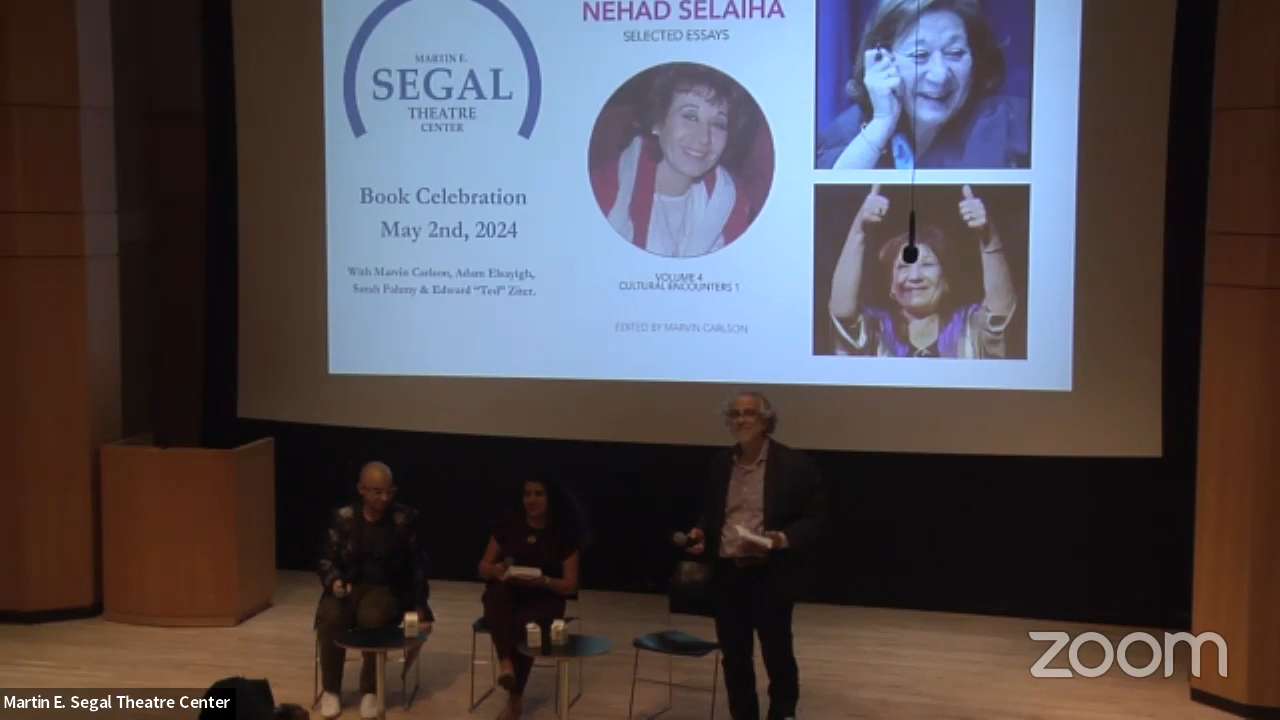 MARTIN E.
SEGAL
THEATRE
CENTER
Book Celebration
May 2nd, 2024
With Marvin Carlson, Adam Elsayigh,
Sarah Fahmy & Edward "Ted" Ziter.
NEHAD SELAIHA
SELECTED ESSAYS
VOLUME 4
CULTURAL ENCOUNTERS 1
EDITED BY MARVIN CARLSON
zoom
Martin E. Segal Theatre Center